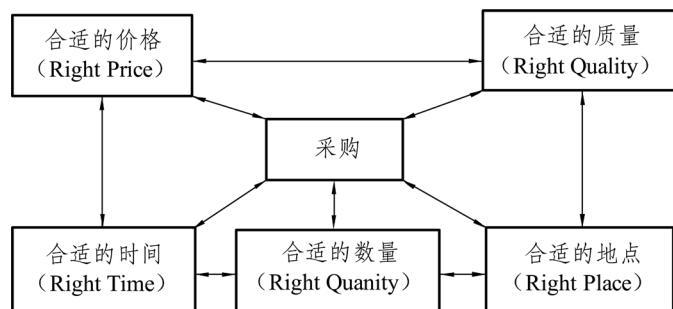 合适的价格
（Right Price）
合适的质量
（Right Quality）
采购
合适的时间
（Right Time）
合适的数量
（Right Quanity）
合适的地点
（Right Place）